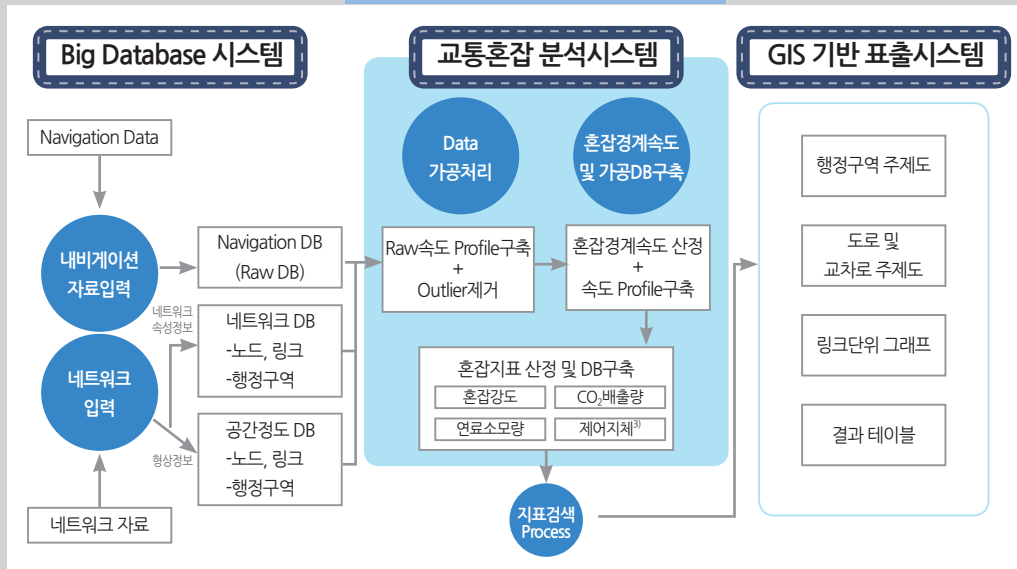 Big Database 시스템
교통혼잡 분석시스템
GIS 기반 표출시스템
Navigation Data
내비게이션
자료입력
네트워크
입력
네트워크 자료
네트워크
속성정보
형상정보
Navigation DB
(Raw DB)
네트워크 DB
-노드, 링크
-행정구역
공간정도 DB
-노드, 링크
-행정구역
Data
가공처리
혼잡경계속도
및 가공DB구축
Raw속도 Profile구축
+
Outlier제거
혼잡경계속도 산정
+
속도 Profile구축
혼잡지표 산정 및 DB구축
혼잡강도
CO₂배출량
연료소모량
제어지체³⁾
지표검색
Process
행정구역 주제도
도로 및
교차로 주제도
링크단위 그래프
결과 테이블